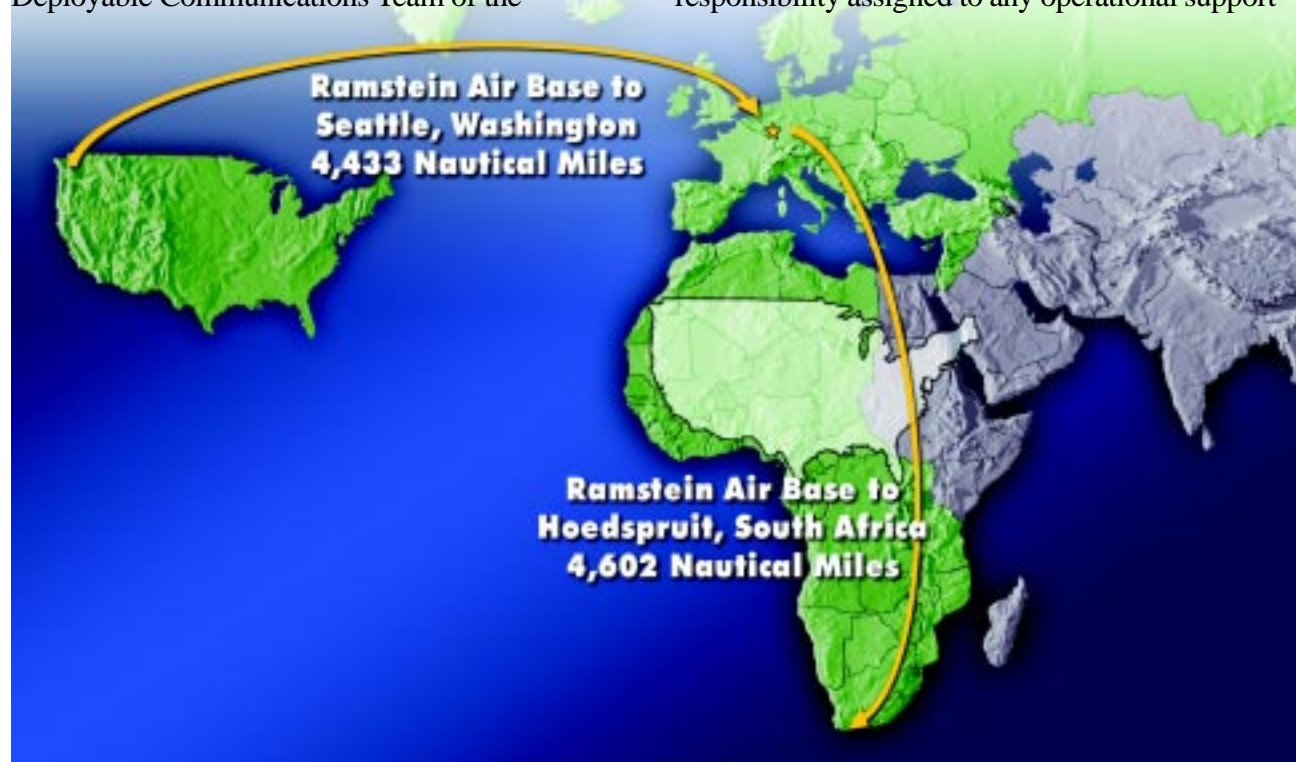 Deployable Communications Team of the
responsibility assigned to any operational support
Ramstein Air Base to
Seattle, Washington
4,433 Nautical Miles
Ramstein Air Base to
Hoedspruit, South Africa
4,602 Nautical Miles